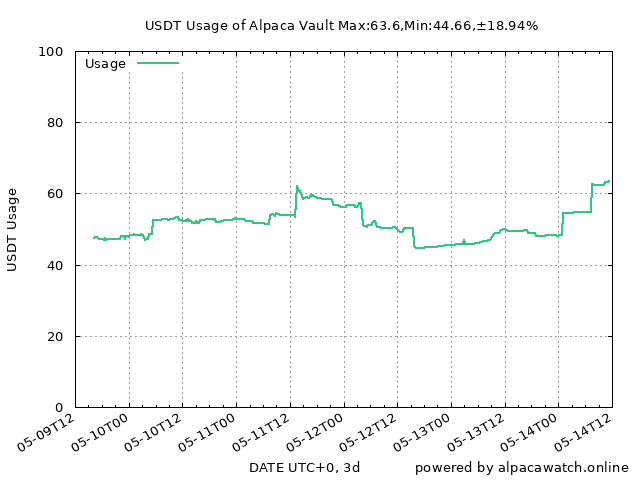 USDT Usage of Alpaca Vault Max:63.6,Min:44.66,±18.94%
Usage
100
80
60
40
20
0
USDT Usage
05-09T12
05-10T00
05-10T12
05-11T00
05-11T12
05-12T00
05-12T12
05-13T00
05-13T12
05-14T00
05-14T12
DATE UTC+0, 3d
powered by alpacawatch.online